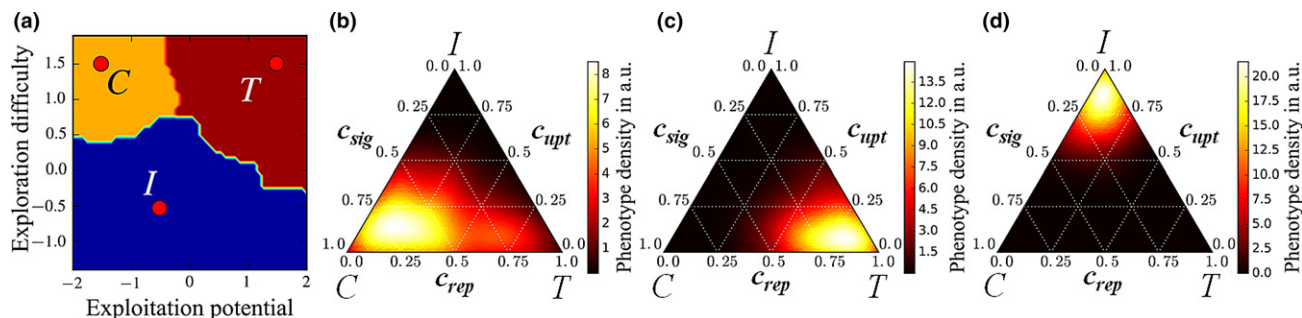 (a)
Exploration difficulty
1.5
1.0
0.5
0.0
−0.5
−1.0
C
T
I
−2
−1
0
1
2
Exploitation potential
(b)
I
0.0
1.0
0.25
0.75
c_sig
c_upt
0.5
0.5
0.75
0.25
1.0
0.0
0.0
0.25
0.50
0.75
1.0
C
c_rep
T
8
7
6
5
4
3
2
1
Phenotype density in a.u.
(c)
I
0.0
1.0
0.25
0.75
c_sig
c_upt
0.5
0.5
0.75
0.25
1.0
0.0
0.0
0.25
0.50
0.75
1.0
C
c_rep
T
13.5
12.0
10.5
9.0
7.5
6.0
4.5
3.0
1.5
Phenotype density in a.u.
(d)
I
0.0
1.0
0.25
0.75
c_sig
c_upt
0.5
0.5
0.75
0.25
1.0
0.0
0.0
0.25
0.50
0.75
1.0
C
c_rep
T
20.0
17.5
15.0
12.5
10.0
7.5
5.0
2.5
0.0
Phenotype density in a.u.